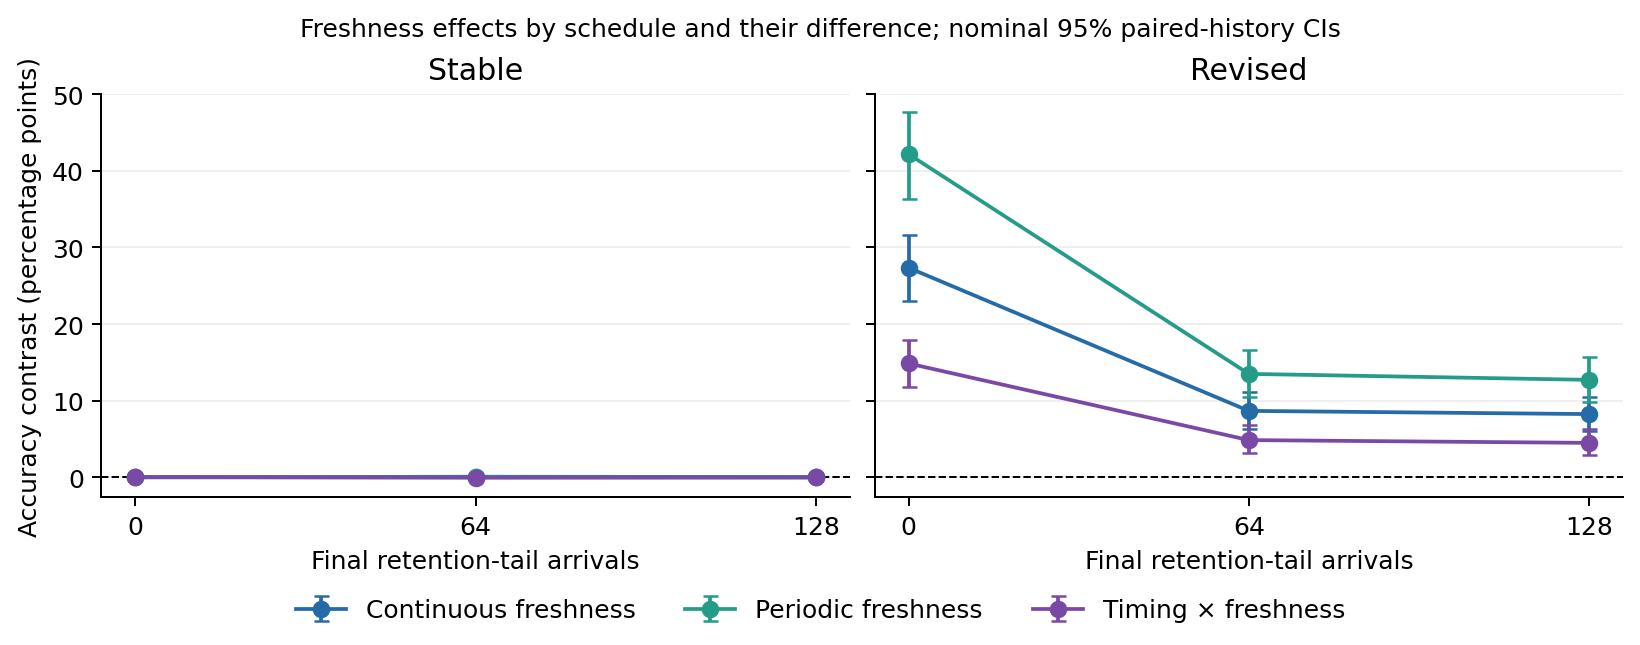 Freshness effects by schedule and their difference; nominal 95% paired-history CIs
Stable
Revised
Accuracy contrast (percentage points)
50
40
30
20
10
0
0 64 128
0 64 128
Final retention-tail arrivals
Final retention-tail arrivals
Continuous freshness
Periodic freshness
Timing × freshness